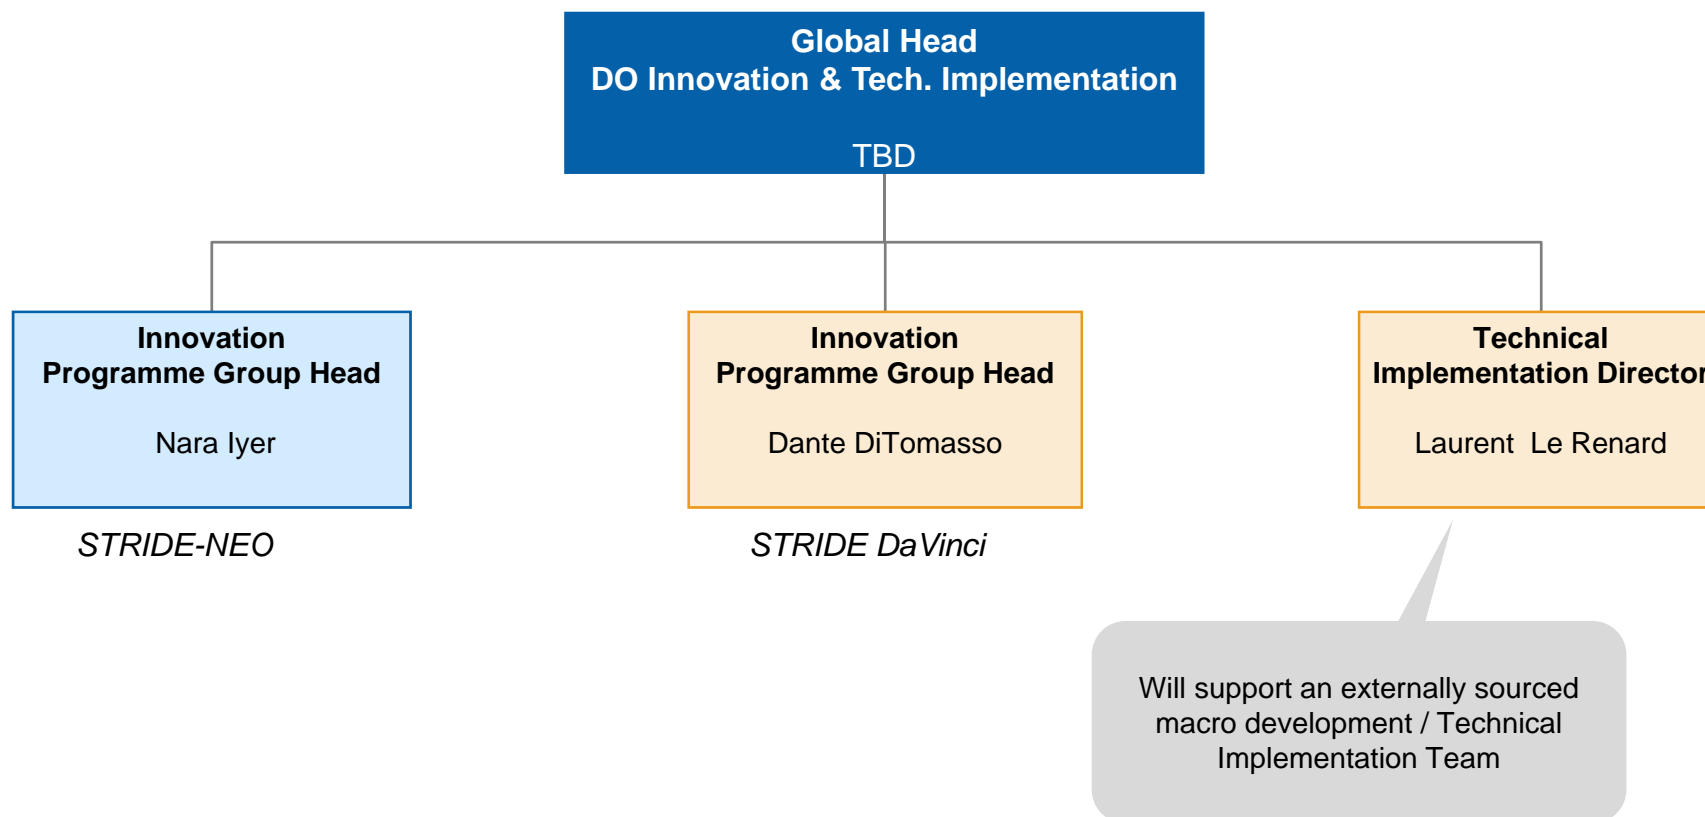 Global Head
DO Innovation & Tech. Implementation
TBD
Innovation
Programme Group Head
Nara Iyer
STRIDE-NEO
Innovation
Programme Group Head
Dante DiTomasso
STRIDE DaVinci
Technical
Implementation Director
Laurent  Le Renard
Will support an externally sourced
macro development / Technical
Implementation Team